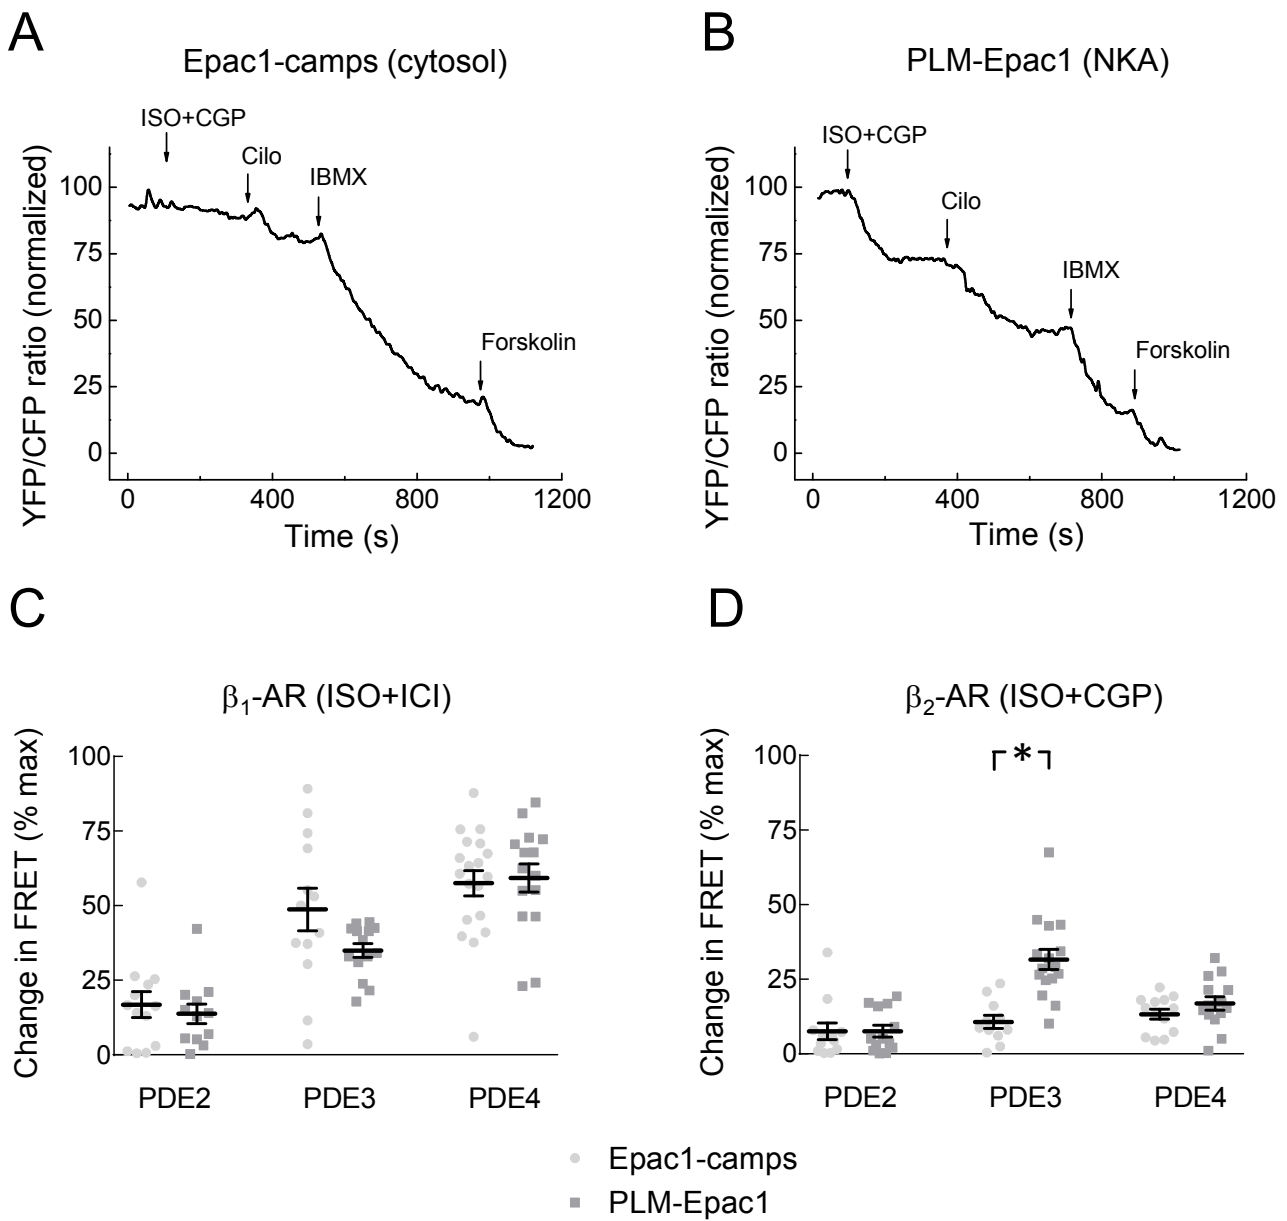 A
Epac1-camps (cytosol)
YFP/CFP ratio (normalized)
100
75
50
25
0
ISO+CGP
Cilo
IBMX
Forskolin
0 400 800 1200
Time (s)
B
PLM-Epac1 (NKA)
YFP/CFP ratio (normalized)
100
75
50
25
0
ISO+CGP
Cilo
IBMX
Forskolin
0 400 800 1200
Time (s)
C
β₁-AR (ISO+ICI)
Change in FRET (% max)
100
75
50
25
0
PDE2 PDE3 PDE4
D
β₂-AR (ISO+CGP)
Change in FRET (% max)
100
75
50
25
0
*
PDE2 PDE3 PDE4
Epac1-camps
PLM-Epac1